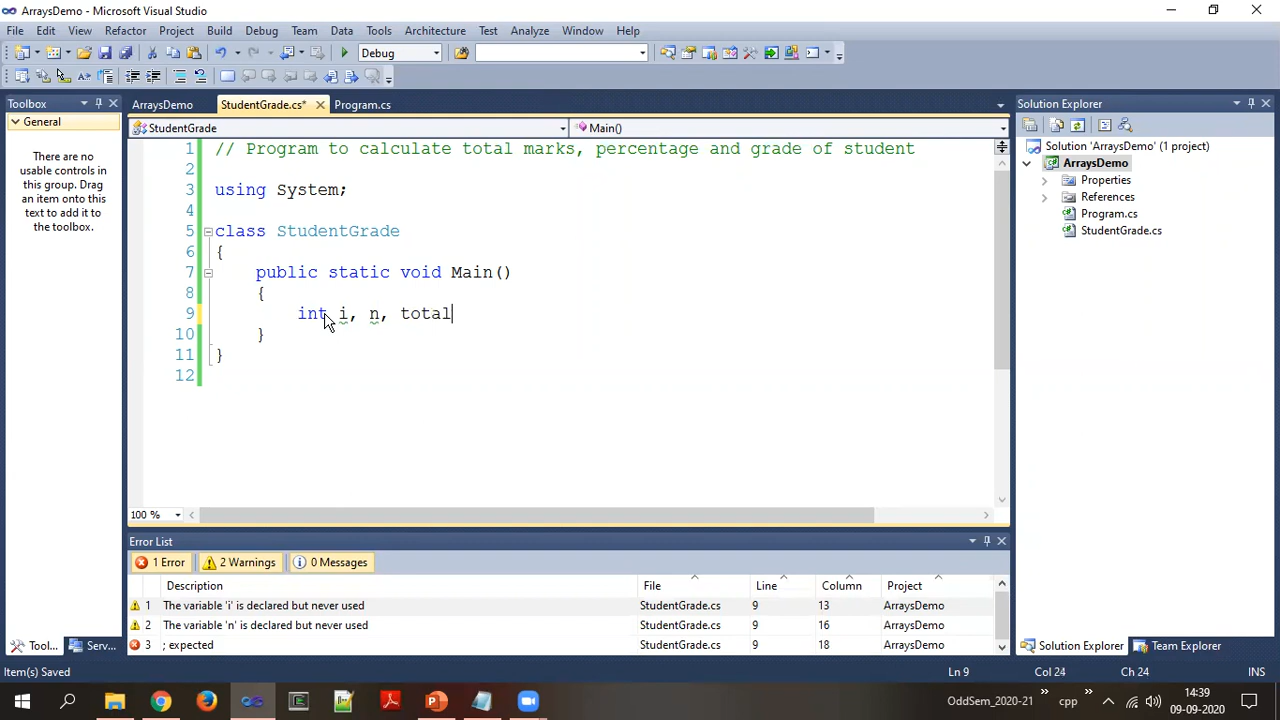 ArraysDemo - Microsoft Visual Studio
File Edit View Refactor Project Build Debug Team Data Tools Architecture Test Analyze Window Help
Debug
Toolbox
General
There are no
usable controls in
this group. Drag
an item onto this
text to add it to
the toolbox.
ArraysDemo StudentGrade.cs* Program.cs
StudentGrade Main()
1 // Program to calculate total marks, percentage and grade of student
2
3 using System;
4
5 class StudentGrade
6 {
7 public static void Main()
8 {
9 int i, n, total
10 }
11 }
12
100 %
Solution Explorer
Solution 'ArraysDemo' (1 project)
ArraysDemo
Properties
References
Program.cs
StudentGrade.cs
Error List
1 Error 2 Warnings 0 Messages
Description File Line Column Project
1 The variable 'i' is declared but never used StudentGrade.cs 9 13 ArraysDemo
2 The variable 'n' is declared but never used StudentGrade.cs 9 16 ArraysDemo
3 ; expected StudentGrade.cs 9 18 ArraysDemo
Tool... Serv... Solution Explorer Team Explorer
Item(s) Saved Ln 9 Col 24 Ch 24 INS
OddSem_2020-21 cpp 14:39
09-09-2020